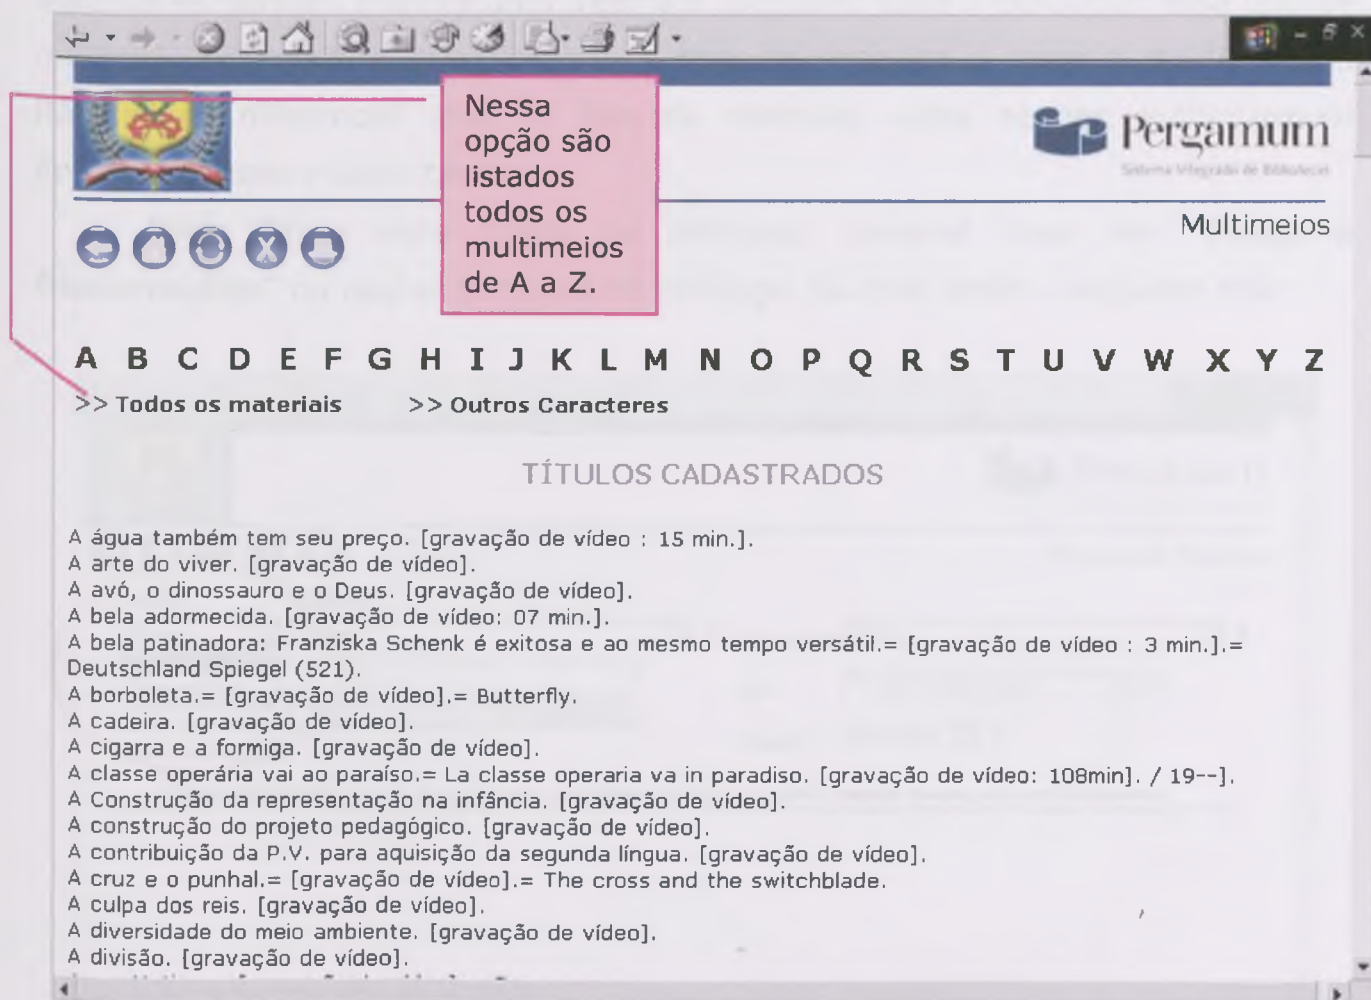 Nessa
opção são
listados
todos os
multimeios
de A a Z.
Pergamum
Sistema Integrado de Bibliotecas
Multimeios
A B C D E F G H I J K L M N O P Q R S T U V W X Y Z
>> Todos os materiais >> Outros Caracteres
TÍTULOS CADASTRADOS
A água também tem seu preço. [gravação de vídeo : 15 min.].
A arte do viver. [gravação de vídeo].
A avó, o dinossauro e o Deus. [gravação de vídeo].
A bela adormecida. [gravação de vídeo: 07 min.].
A bela patinadora: Franziska Schenk é exitosa e ao mesmo tempo versátil.= [gravação de vídeo : 3 min.].=
Deutschland Spiegel (521).
A borboleta.= [gravação de vídeo].= Butterfly.
A cadeira. [gravação de vídeo].
A cigarra e a formiga. [gravação de vídeo].
A classe operária vai ao paraíso.= La classe operaria va in paradiso. [gravação de vídeo: 108min]. / 19--].
A Construção da representação na infância. [gravação de vídeo].
A construção do projeto pedagógico. [gravação de vídeo].
A contribuição da P.V. para aquisição da segunda língua. [gravação de vídeo].
A cruz e o punhal.= [gravação de vídeo].= The cross and the switchblade.
A culpa dos reis. [gravação de vídeo].
A diversidade do meio ambiente. [gravação de vídeo].
A divisão. [gravação de vídeo].